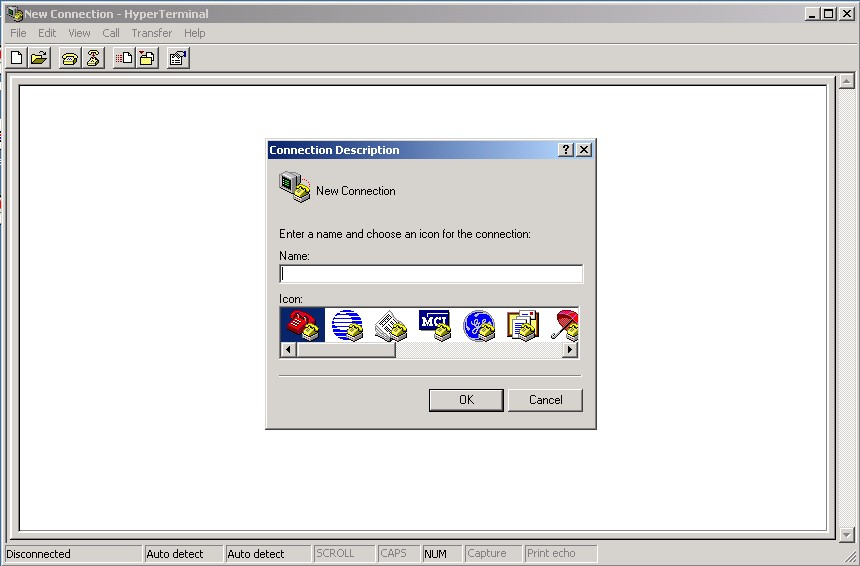 New Connection - HyperTerminal
File Edit View Call Transfer Help
Connection Description
New Connection
Enter a name and choose an icon for the connection:
Name:
Icon:
MCI
OK Cancel
Disconnected Auto detect Auto detect SCROLL CAPS NUM Capture Print echo